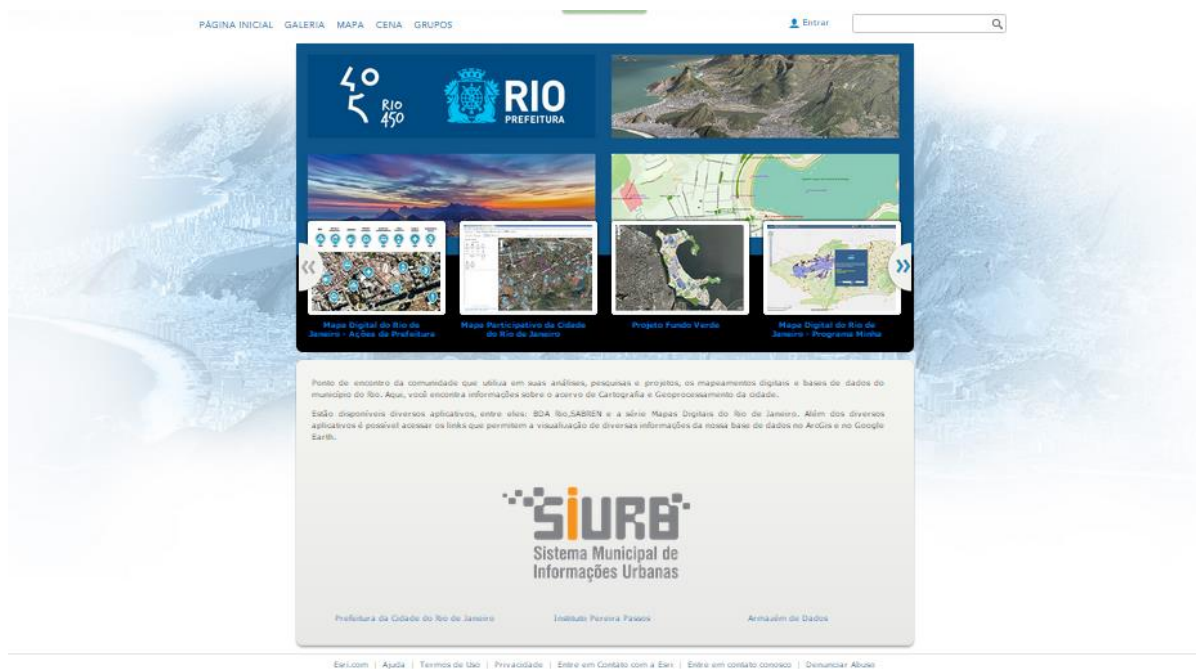 PÁGINA INICIAL GALERIA MAPA CENA GRUPOS
Entrar
RIO
450
RIO
PREFEITURA
Mapa Digital do Rio de
Janeiro - Ações da Prefeitura
Mapa Participativo da Cidade
do Rio de Janeiro
Projeto Fundo Verde
Mapa Digital do Rio de
Janeiro - Programa Minha
Ponto de encontro da comunidade que utiliza em suas análises, pesquisas e projetos, os mapeamentos digitais e bases de dados do
município do Rio. Aqui, você encontra informações sobre o acervo de Cartografia e Geoprocessamento da cidade.
Estão disponíveis diversos aplicativos, entre eles: BDA Rio,SABREN e a série Mapas Digitais do Rio de Janeiro. Além dos diversos
aplicativos é possível acessar os links que permitem a visualização de diversas informações da nossa base de dados no ArcGis e no Google
Earth.
SiURB
Sistema Municipal de
Informações Urbanas
Prefeitura da Cidade do Rio de Janeiro
Instituto Pereira Passos
Armazém de Dados
Esri.com | Ajuda | Termos de Uso | Privacidade | Entre em Contato com a Esri | Entre em contato conosco | Denunciar Abuso